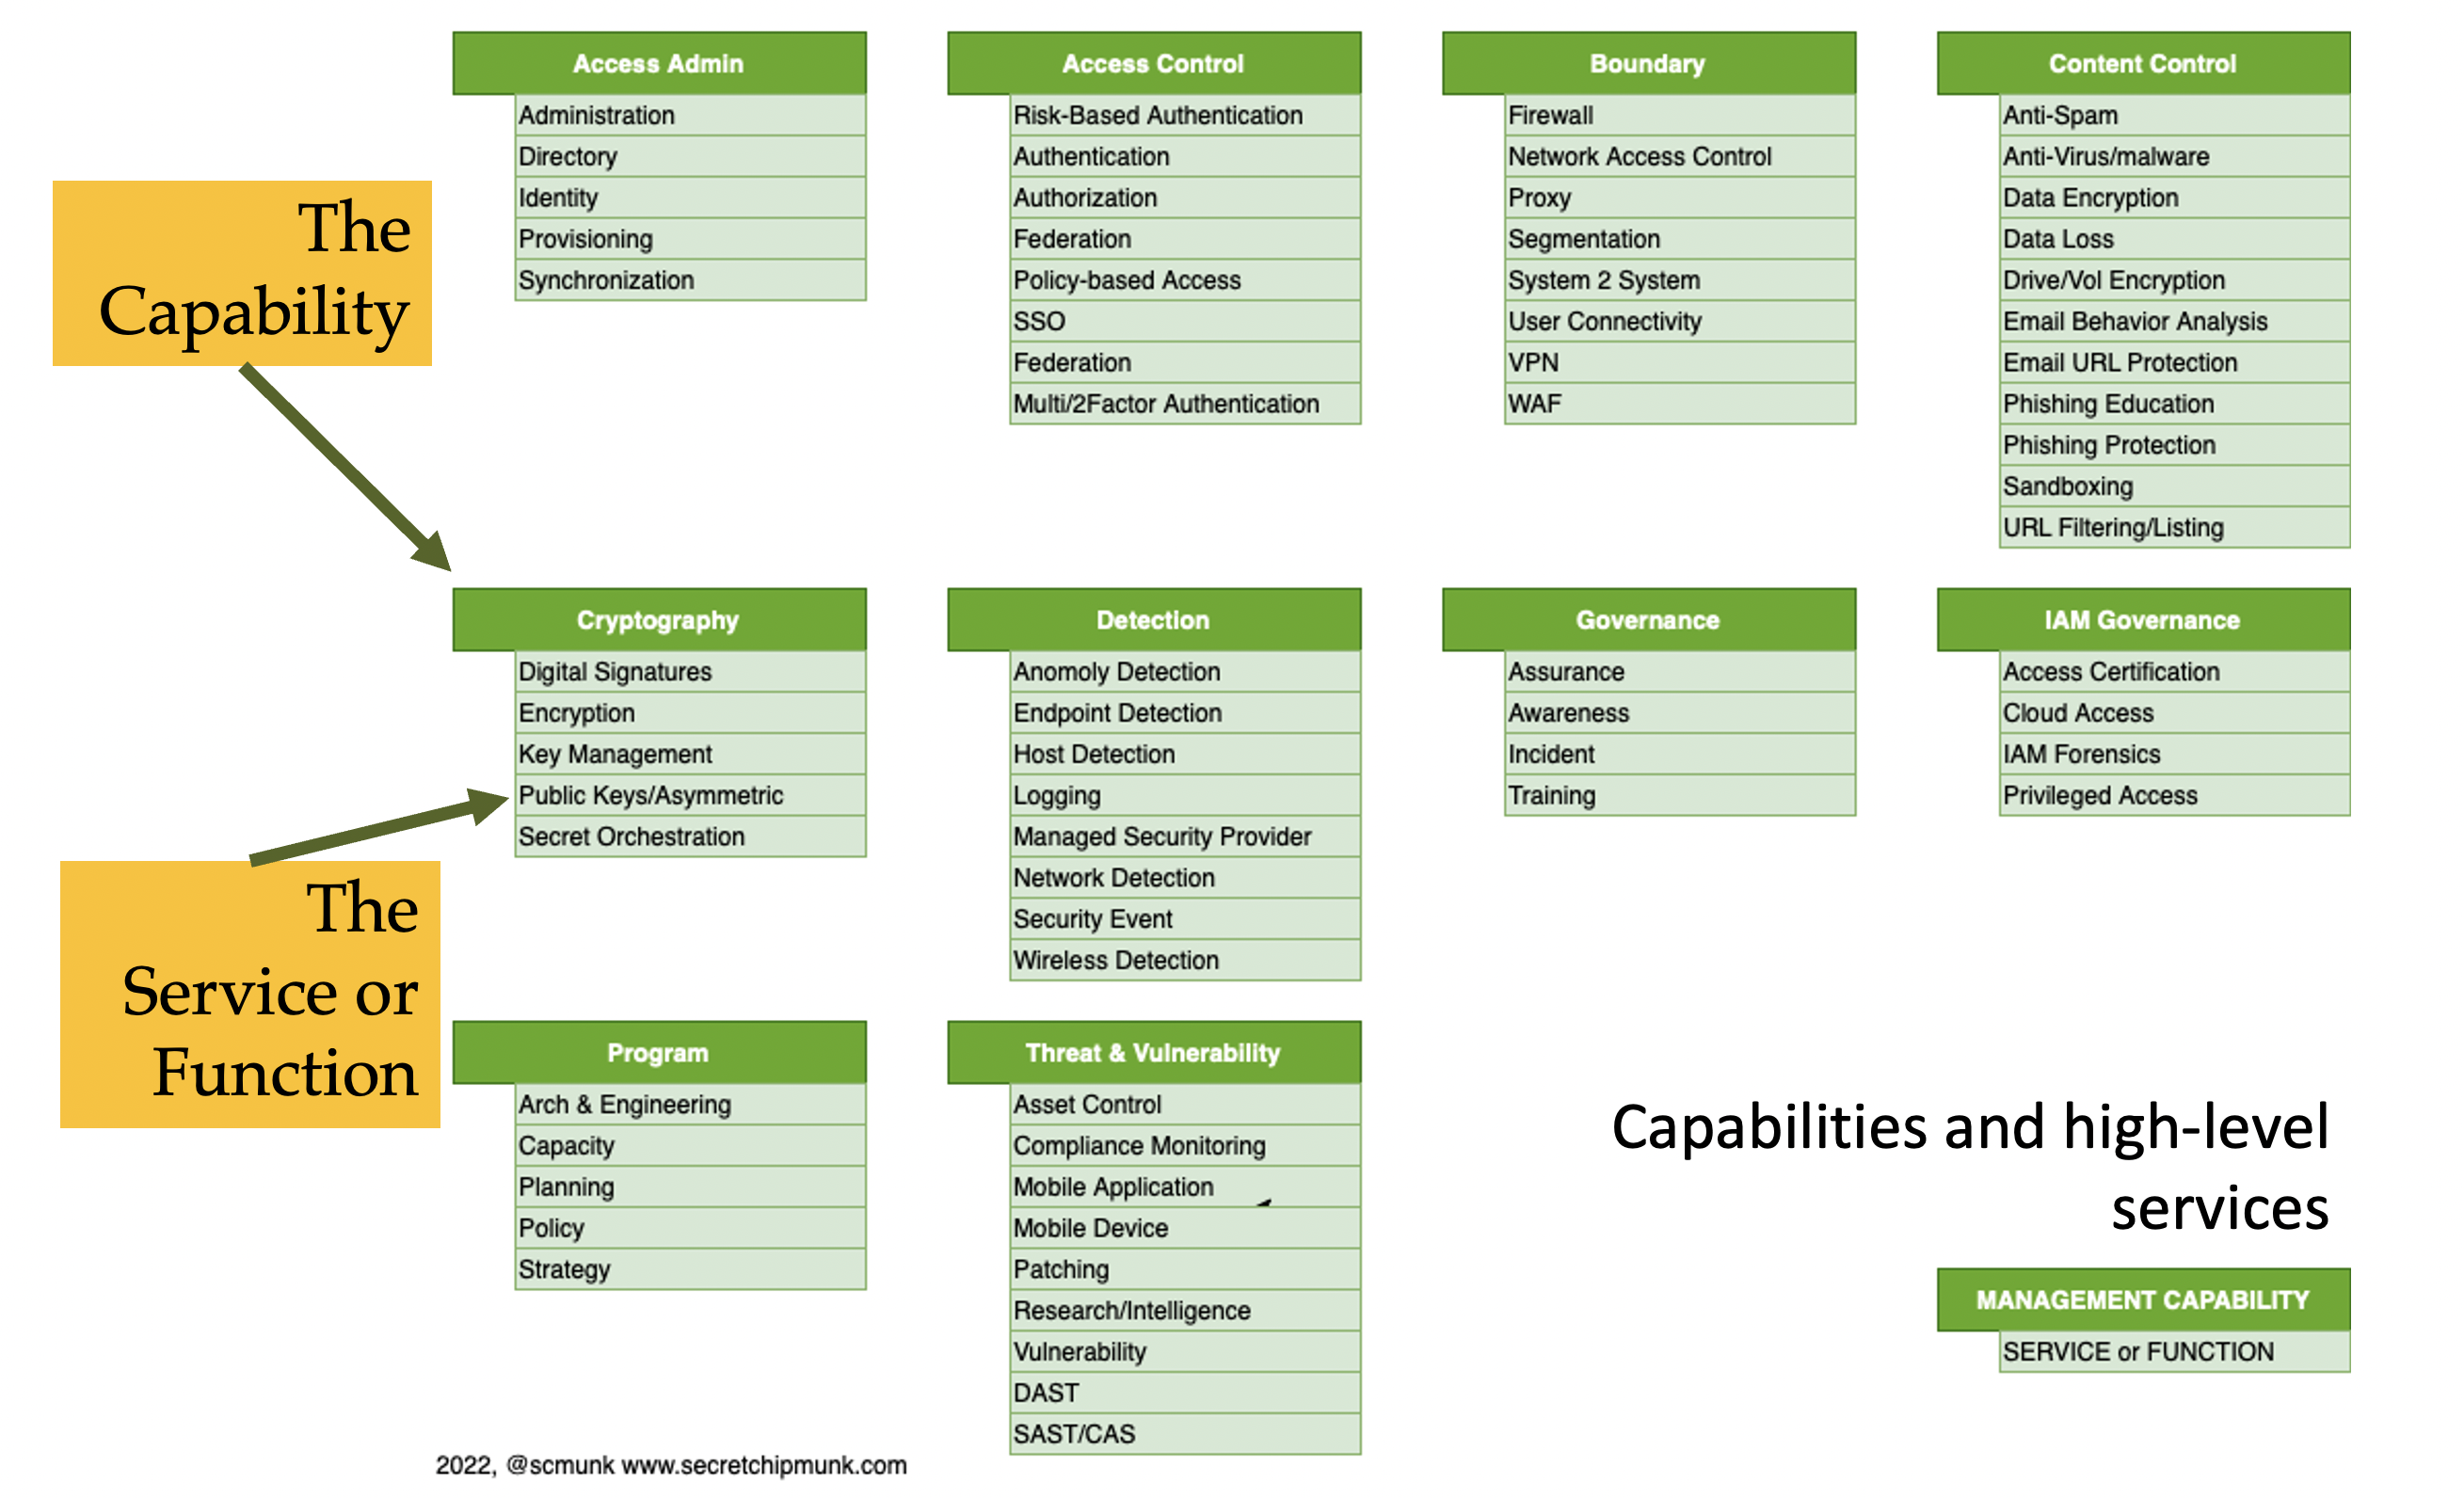 Access Admin
Administration
Directory
Identity
Provisioning
Synchronization
Access Control
Risk-Based Authentication
Authentication
Authorization
Federation
Policy-based Access
SSO
Federation
Multi/2Factor Authentication
Boundary
Firewall
Network Access Control
Proxy
Segmentation
System 2 System
User Connectivity
VPN
WAF
Content Control
Anti-Spam
Anti-Virus/malware
Data Encryption
Data Loss
Drive/Vol Encryption
Email Behavior Analysis
Email URL Protection
Phishing Education
Phishing Protection
Sandboxing
URL Filtering/Listing
The
Capability
Cryptography
Digital Signatures
Encryption
Key Management
Public Keys/Asymmetric
Secret Orchestration
Detection
Anomoly Detection
Endpoint Detection
Host Detection
Logging
Managed Security Provider
Network Detection
Security Event
Wireless Detection
Governance
Assurance
Awareness
Incident
Training
IAM Governance
Access Certification
Cloud Access
IAM Forensics
Privileged Access
The
Service or
Function
Program
Arch & Engineering
Capacity
Planning
Policy
Strategy
Threat & Vulnerability
Asset Control
Compliance Monitoring
Mobile Application
Mobile Device
Patching
Research/Intelligence
Vulnerability
DAST
SAST/CAS
Capabilities and high-level
services
MANAGEMENT CAPABILITY
SERVICE or FUNCTION
2022, @scmunk www.secretchipmunk.com